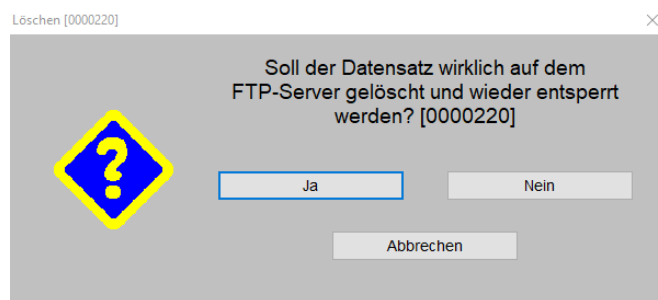 Löschen [0000220]
Soll der Datensatz wirklich auf dem
FTP-Server gelöscht und wieder entsperrt
werden? [0000220]
Ja
Nein
Abbrechen